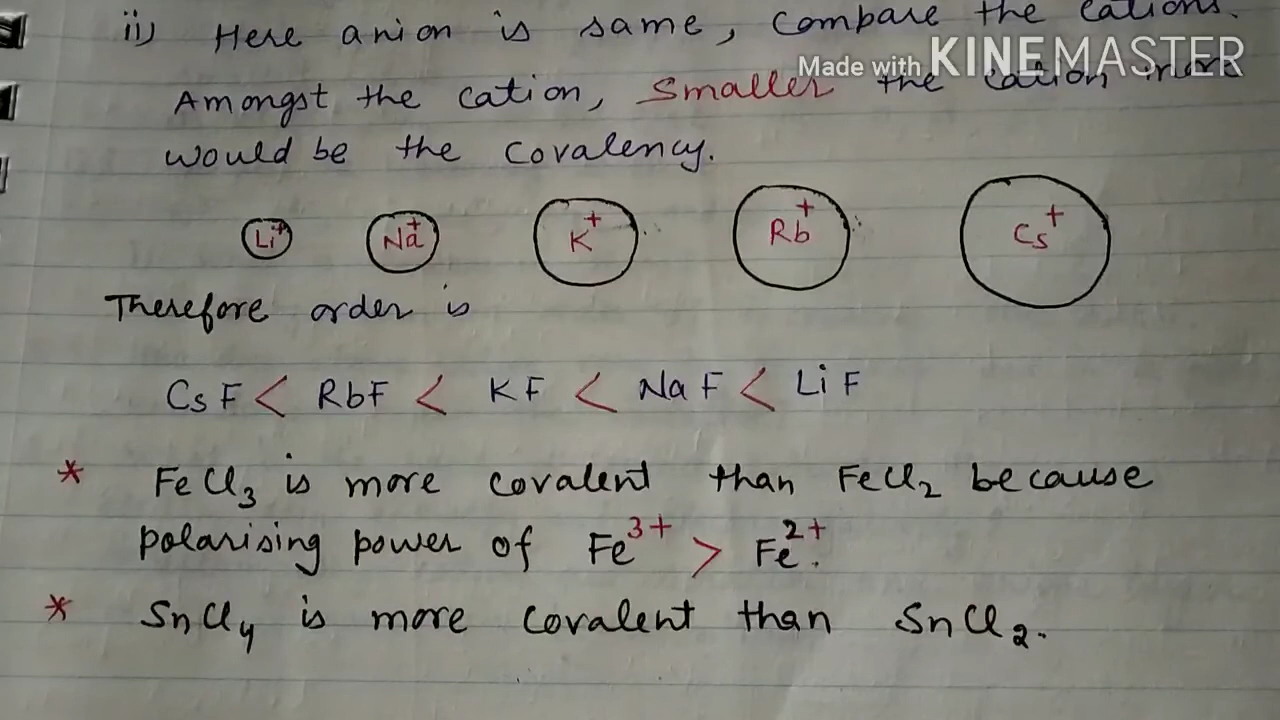 ii) Here anion is same, Compare the cations.
Made with KINEMASTER
Amongst the cation, Smaller the cation more
would be the covalency.
Li⁺ Na⁺ K⁺ Rb⁺ Cs⁺
Therefore order is
CsF < RbF < KF < NaF < LiF
* FeCl₃ is more covalent than FeCl₂ because
polarising power of Fe³⁺ > Fe²⁺.
* SnCl₄ is more covalent than SnCl₂.